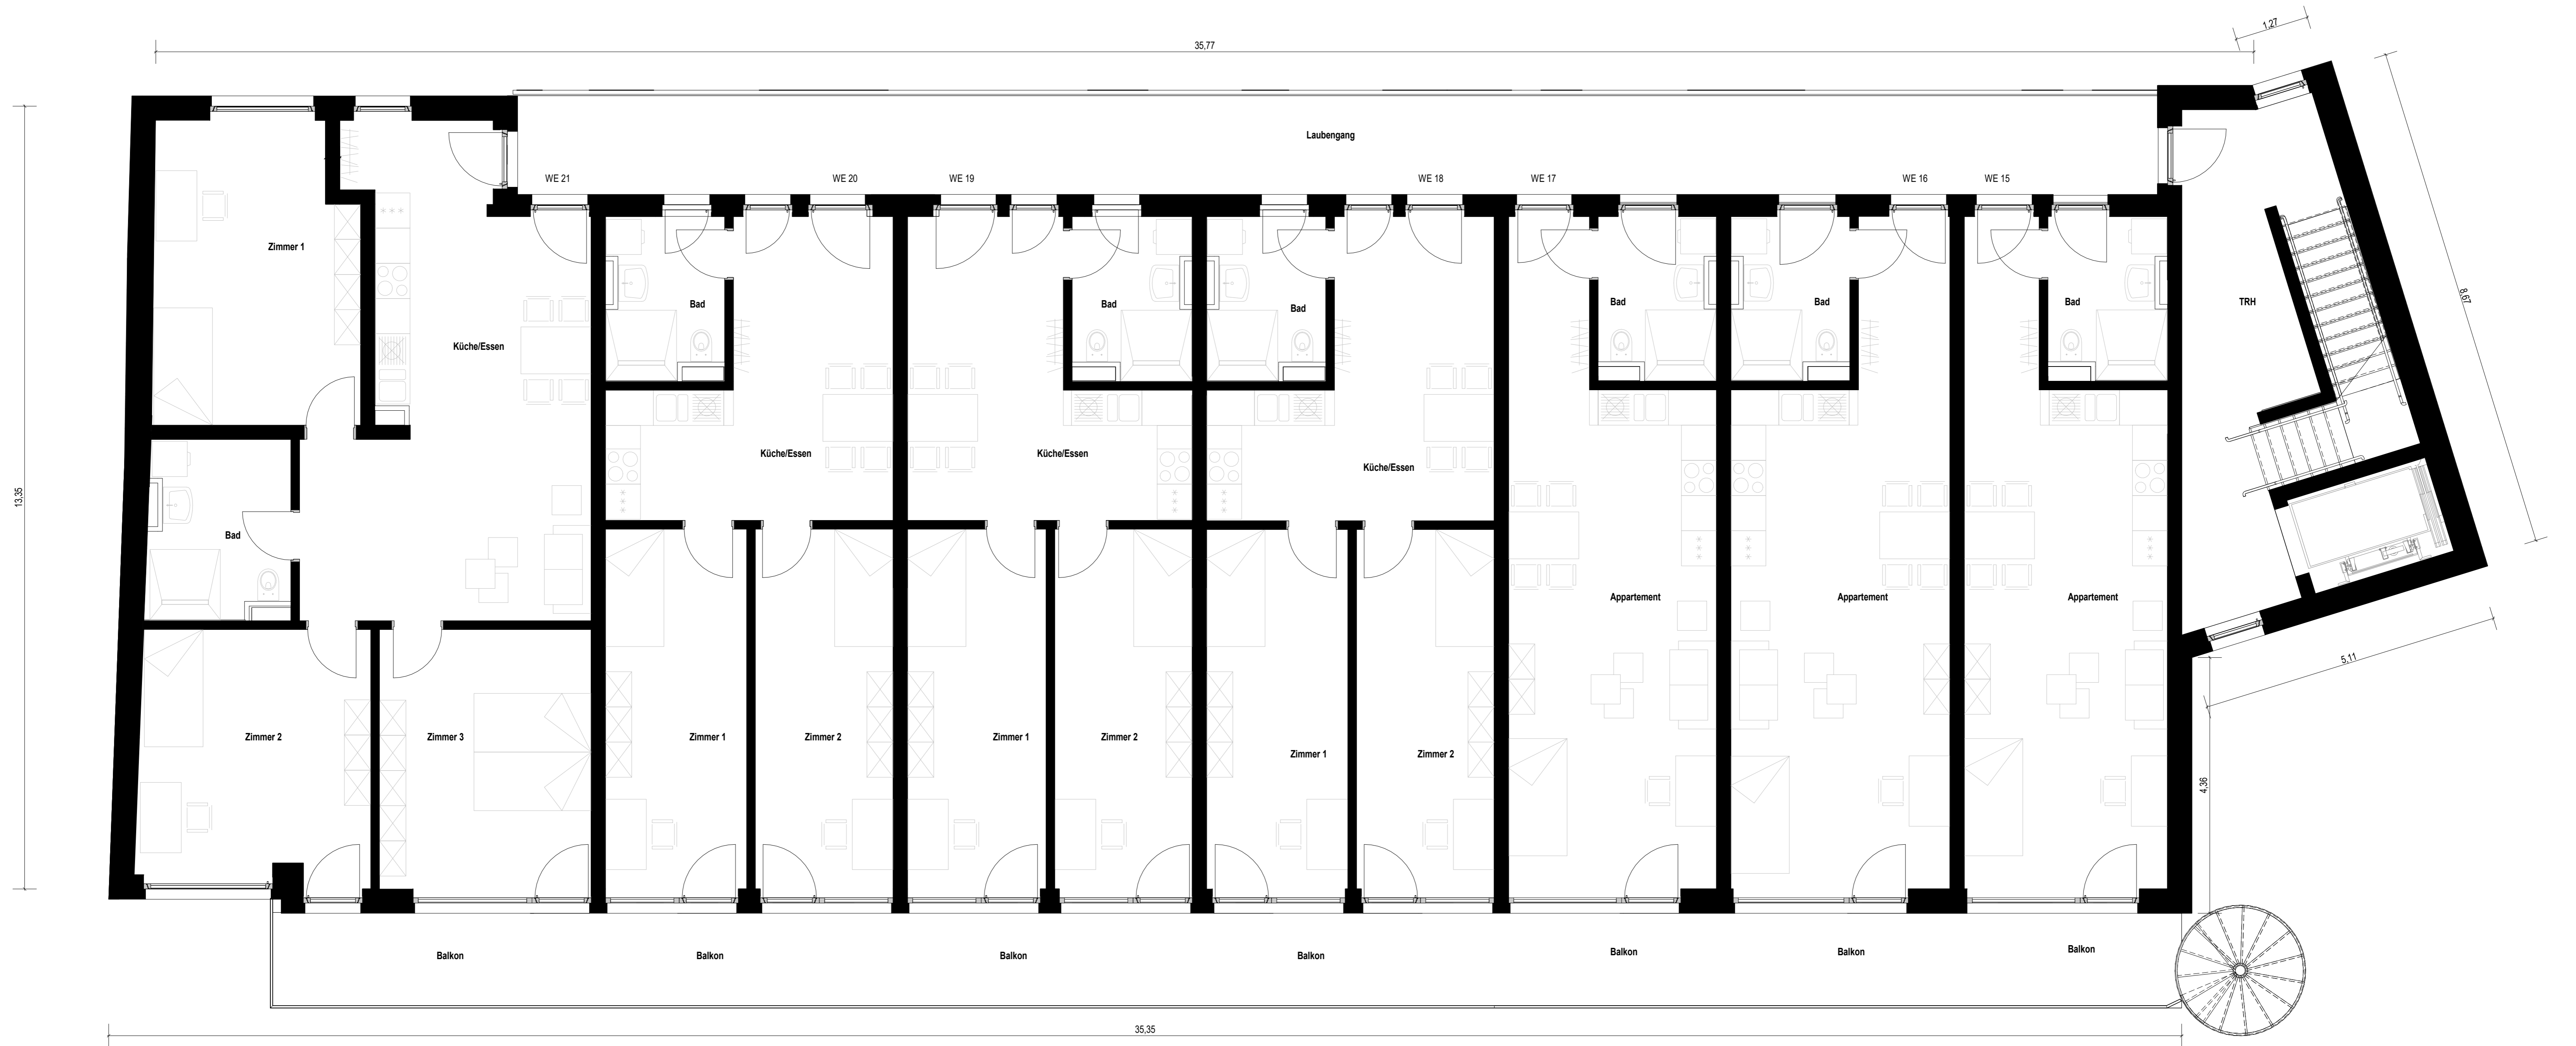 1,27
35,77
Laubengang
WE 21
WE 20
WE 19
WE 18
WE 17
WE 16
WE 15
Zimmer 1
Bad
Bad
Bad
Bad
Bad
Bad
TRH
8,67
Küche/Essen
Küche/Essen
Küche/Essen
Küche/Essen
13,35
Bad
Appartement
Appartement
Appartement
5,11
Zimmer 2
Zimmer 3
Zimmer 1
Zimmer 2
Zimmer 1
Zimmer 2
Zimmer 1
Zimmer 2
4,36
Balkon
Balkon
Balkon
Balkon
Balkon
Balkon
Balkon
35,35